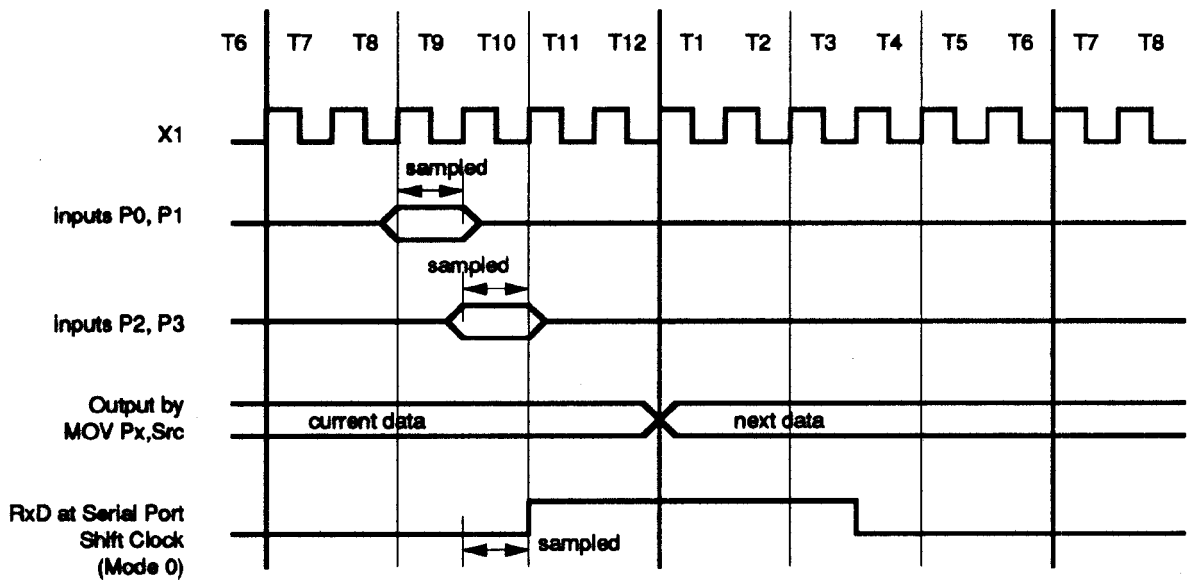 T6 T7 T8 T9 T10 T11 T12 T1 T2 T3 T4 T5 T6 T7 T8
X1
sampled
inputs P0, P1
sampled
inputs P2, P3
Output by
MOV Px,Src
current data
next data
RxD at Serial Port
Shift Clock
(Mode 0)
sampled